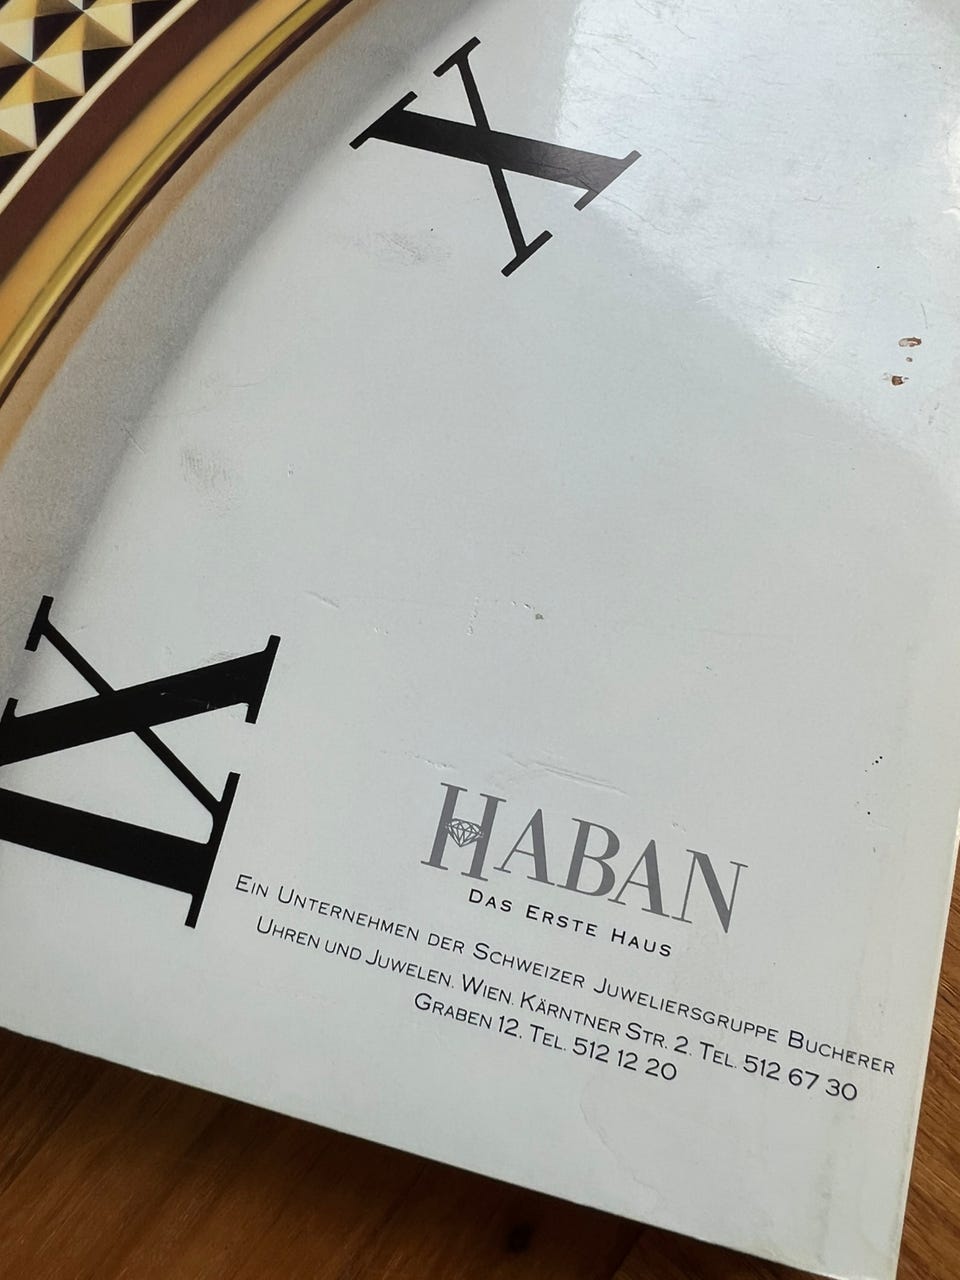 X
IX
HABAN
DAS ERSTE HAUS
EIN UNTERNEHMEN DER SCHWEIZER JUWELIERSGRUPPE BUCHERER
UHREN UND JUWELEN. WIEN. KÄRNTNER STR. 2. TEL. 512 67 30
GRABEN 12. TEL. 512 12 20